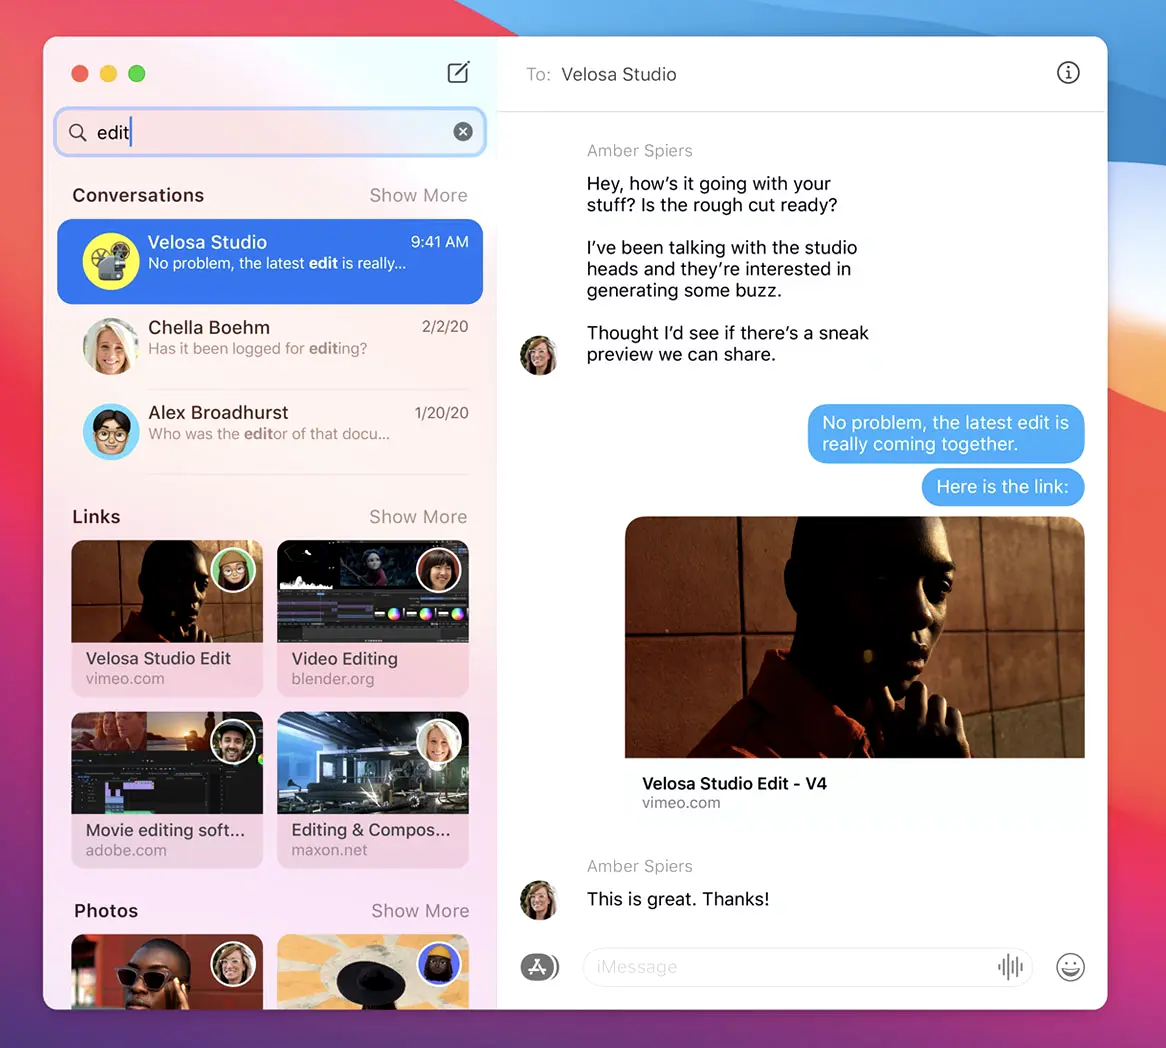 edit
Conversations Show More
Velosa Studio 9:41 AM
No problem, the latest edit is really...
Chella Boehm 2/2/20
Has it been logged for editing?
Alex Broadhurst 1/20/20
Who was the editor of that docu...
Links Show More
Velosa Studio Edit
vimeo.com
Video Editing
blender.org
Movie editing soft...
adobe.com
Editing & Compos...
maxon.net
Photos Show More
To: Velosa Studio
Amber Spiers
Hey, how’s it going with your
stuff? Is the rough cut ready?
I’ve been talking with the studio
heads and they’re interested in
generating some buzz.
Thought I’d see if there’s a sneak
preview we can share.
No problem, the latest edit is
really coming together.
Here is the link:
Velosa Studio Edit - V4
vimeo.com
Amber Spiers
This is great. Thanks!
iMessage